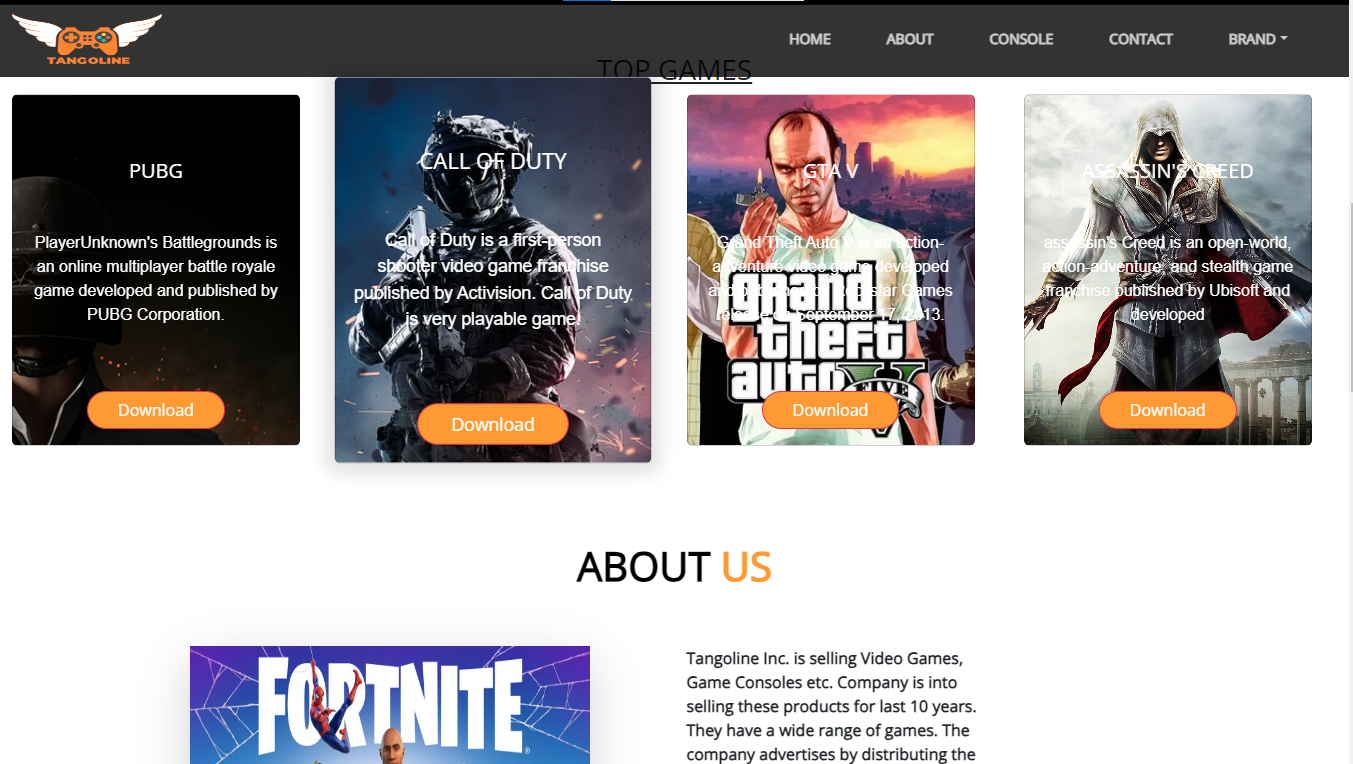 TANGOLINE
HOME
ABOUT
CONSOLE
CONTACT
BRAND
TOP GAMES
PUBG
PlayerUnknown's Battlegrounds is
an online multiplayer battle royale
game developed and published by
PUBG Corporation.
Download
CALL OF DUTY
Call of Duty is a first-person
shooter video game franchise
published by Activision. Call of Duty
is very playable game!
Download
GTA V
Grand Theft Auto V is an action-
adventure video game developed
and published by Rockstar Games
release on September 17, 2013.
grand
theft
auto
FIVE
Download
ASSASSIN'S CREED
assassin's Creed is an open-world,
action-adventure, and stealth game
franchise published by Ubisoft and
developed
Download
ABOUT US
FORTNITE
Tangoline Inc. is selling Video Games,
Game Consoles etc. Company is into
selling these products for last 10 years.
They have a wide range of games. The
company advertises by distributing the